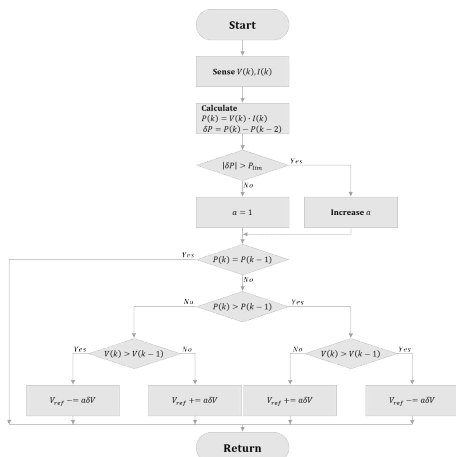 Start
Sense V(k), I(k)
Calculate
P(k) = V(k) · I(k)
δP = P(k) − P(k − 2)
|δP| > P_lim
Yes
No
a = 1
Increase a
Yes
P(k) = P(k − 1)
No
No
P(k) > P(k − 1)
Yes
Yes
V(k) > V(k − 1)
No
No
V(k) > V(k − 1)
Yes
V_ref −= aδV
V_ref += aδV
V_ref += aδV
V_ref −= aδV
Return